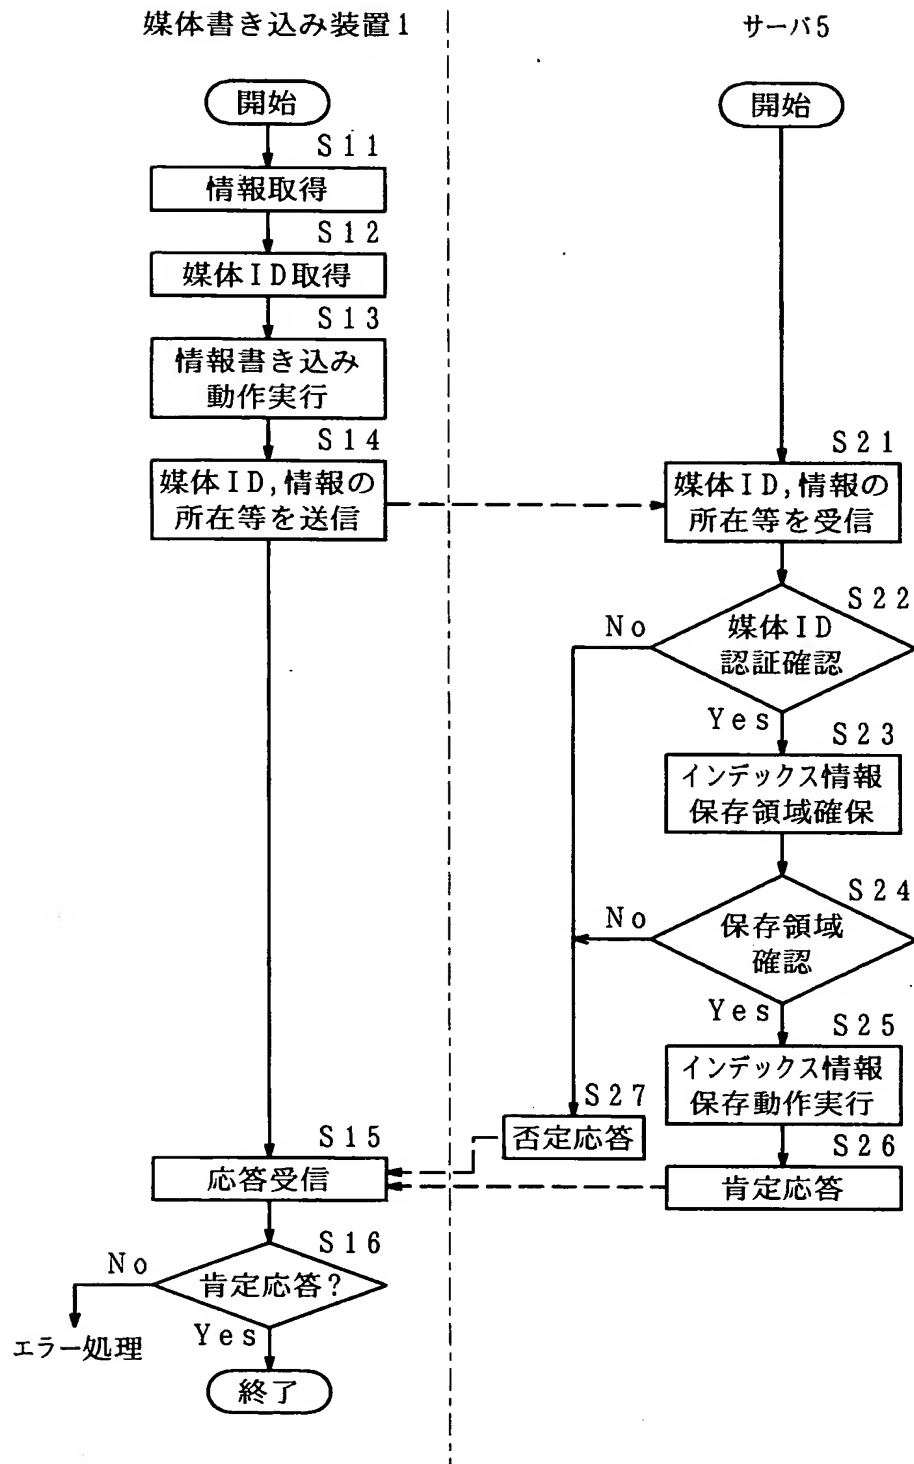 媒体書き込み装置1
サーバ5
開始
S11
情報取得
S12
媒体ID取得
S13
情報書き込み
動作実行
S14
媒体ID,情報の
所在等を送信
S15
応答受信
S16
肯定応答?
No
エラー処理
Yes
終了
開始
S21
媒体ID,情報の
所在等を受信
S22
媒体ID
認証確認
No
Yes
S23
インデックス情報
保存領域確保
S24
保存領域
確認
No
Yes
S25
インデックス情報
保存動作実行
S27
否定応答
S26
肯定応答